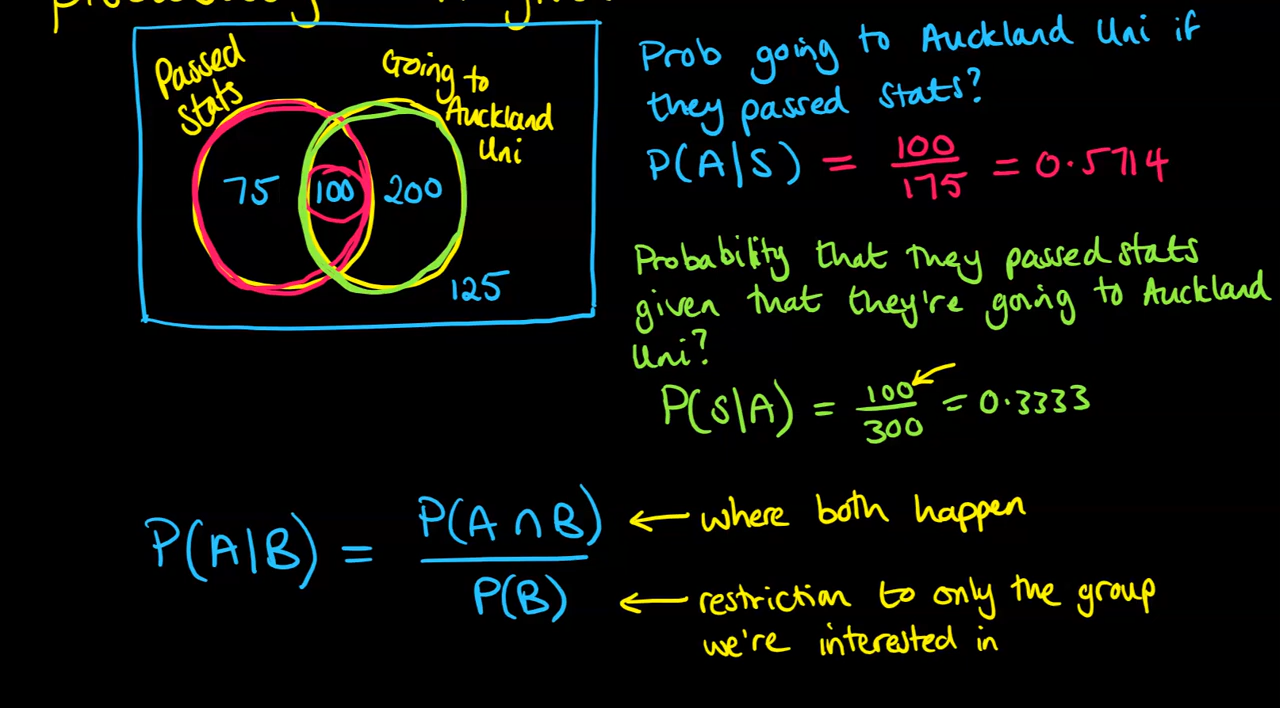 Passed
stats
Going to
Auckland
Uni
75
100
200
125
Prob going to Auckland Uni if
they passed stats?
P(A|S) = 100/175 = 0.5714
Probability that they passed stats
given that they're going to Auckland
Uni?
P(S|A) = 100/300 = 0.3333
P(A|B) = P(A ∩ B)/P(B)
← where both happen
← restriction to only the group
we're interested in